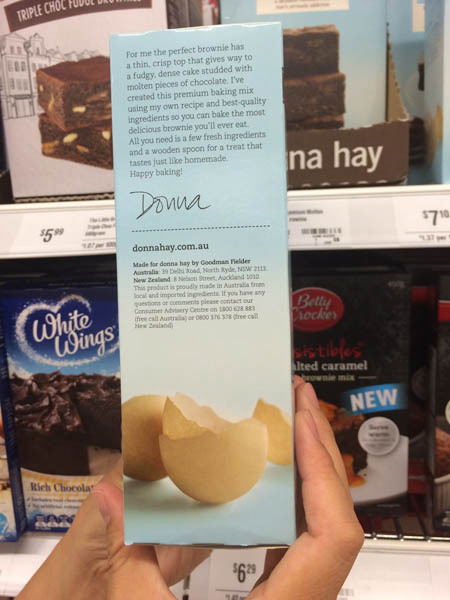 TRIPLE CHOC FUDGE BROWNIES
For me the perfect brownie has
a thin, crisp top that gives way to
a fudgy, dense cake studded with
molten pieces of chocolate. I've
created this premium baking mix
using my own recipe and best-quality
ingredients so you can bake the most
delicious brownie you'll ever eat.
All you need is a few fresh ingredients
and a wooden spoon for a treat that
tastes just like homemade.
Happy baking!
Donna
donnahay.com.au
Made for donna hay by Goodman Fielder
Australia: 39 Delhi Road, North Ryde, NSW 2113
New Zealand: 8 Nelson Street, Auckland 1010.
This product is proudly made in Australia from
local and imported ingredients. If you have any
questions or comments please contact our
Consumer Advisory Centre on 1800 628 883
(free call Australia) or 0800 376 378 (free call
New Zealand)
na hay
$5.99
$7.10
White
Wings
Rich Chocolat
Betty
Crocker
sistibles
alted caramel
brownie mix
NEW
Serve
warm
$6.29